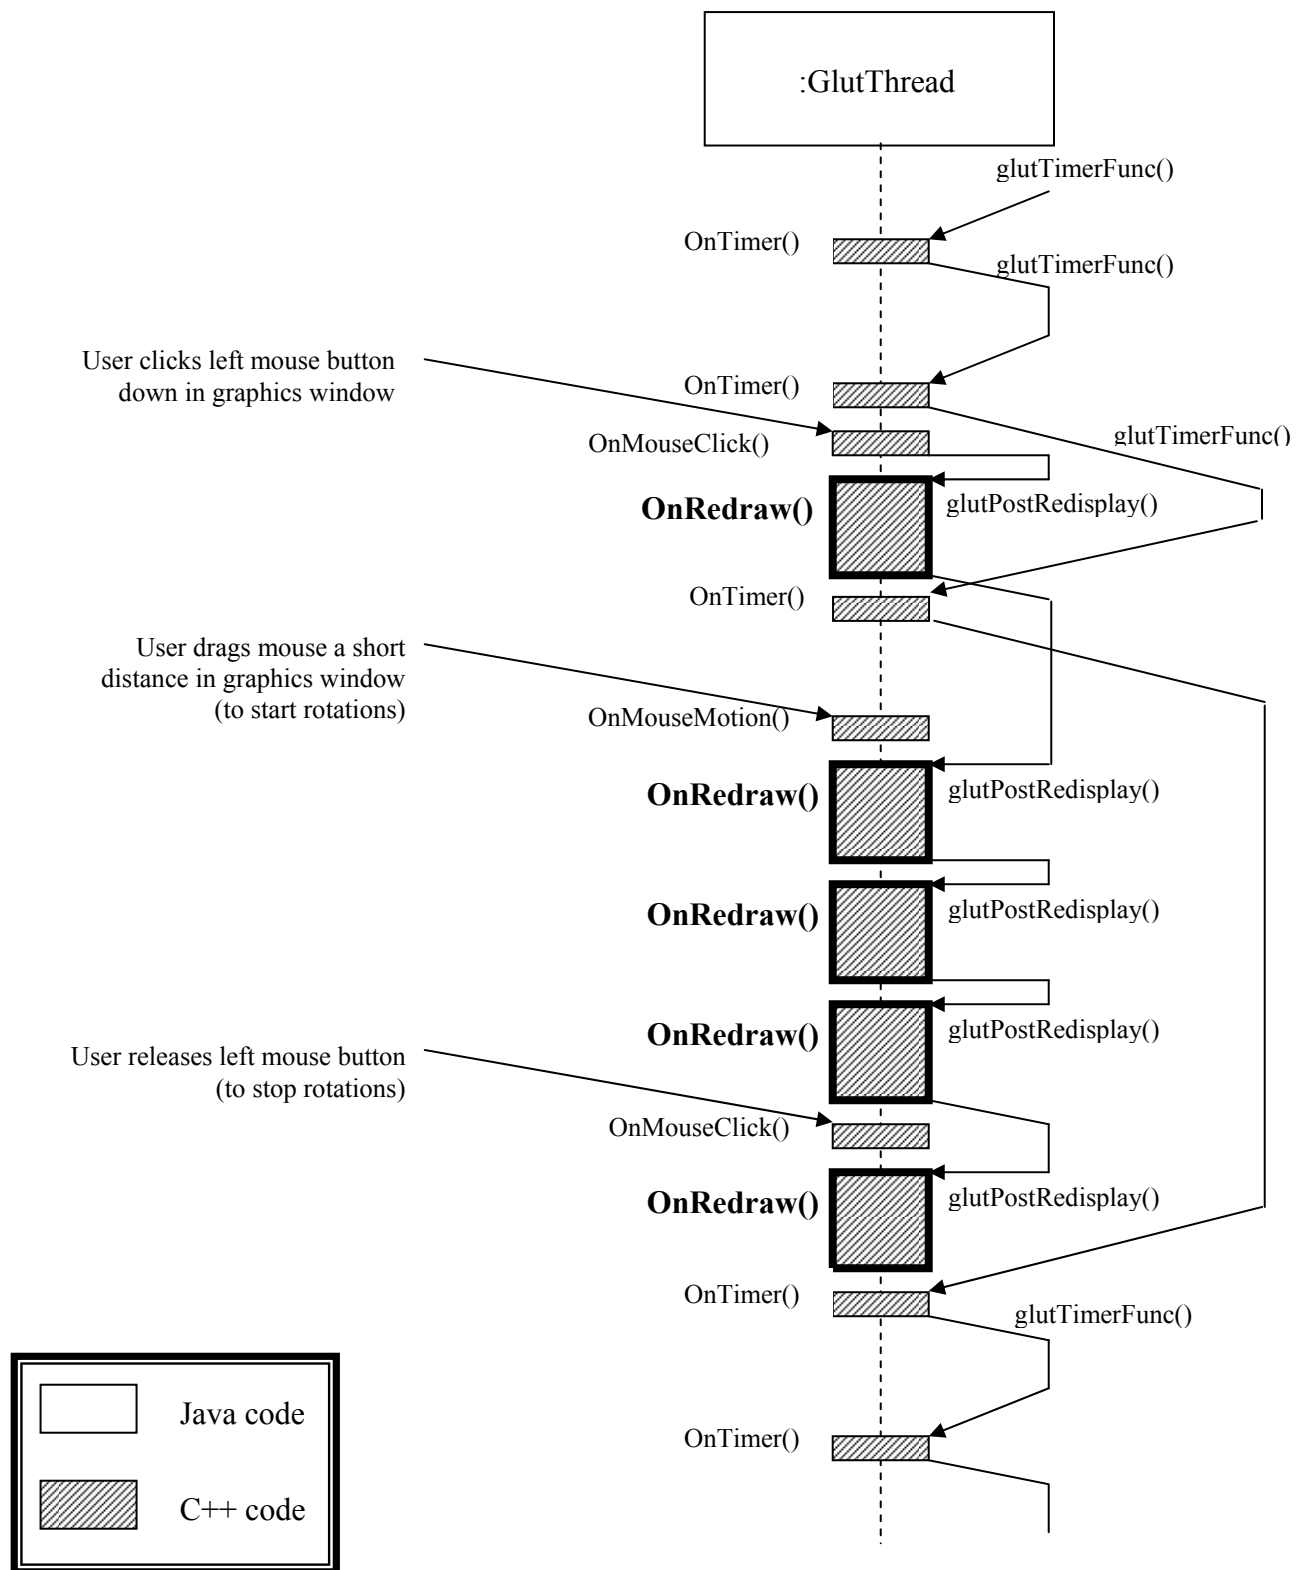 :GlutThread
glutTimerFunc()
OnTimer()
glutTimerFunc()
User clicks left mouse button
down in graphics window
OnTimer()
OnMouseClick()
glutTimerFunc()
OnRedraw()
glutPostRedisplay()
OnTimer()
User drags mouse a short
distance in graphics window
(to start rotations)
OnMouseMotion()
OnRedraw()
glutPostRedisplay()
OnRedraw()
glutPostRedisplay()
OnRedraw()
glutPostRedisplay()
User releases left mouse button
(to stop rotations)
OnMouseClick()
OnRedraw()
glutPostRedisplay()
OnTimer()
glutTimerFunc()
OnTimer()
Java code
C++ code